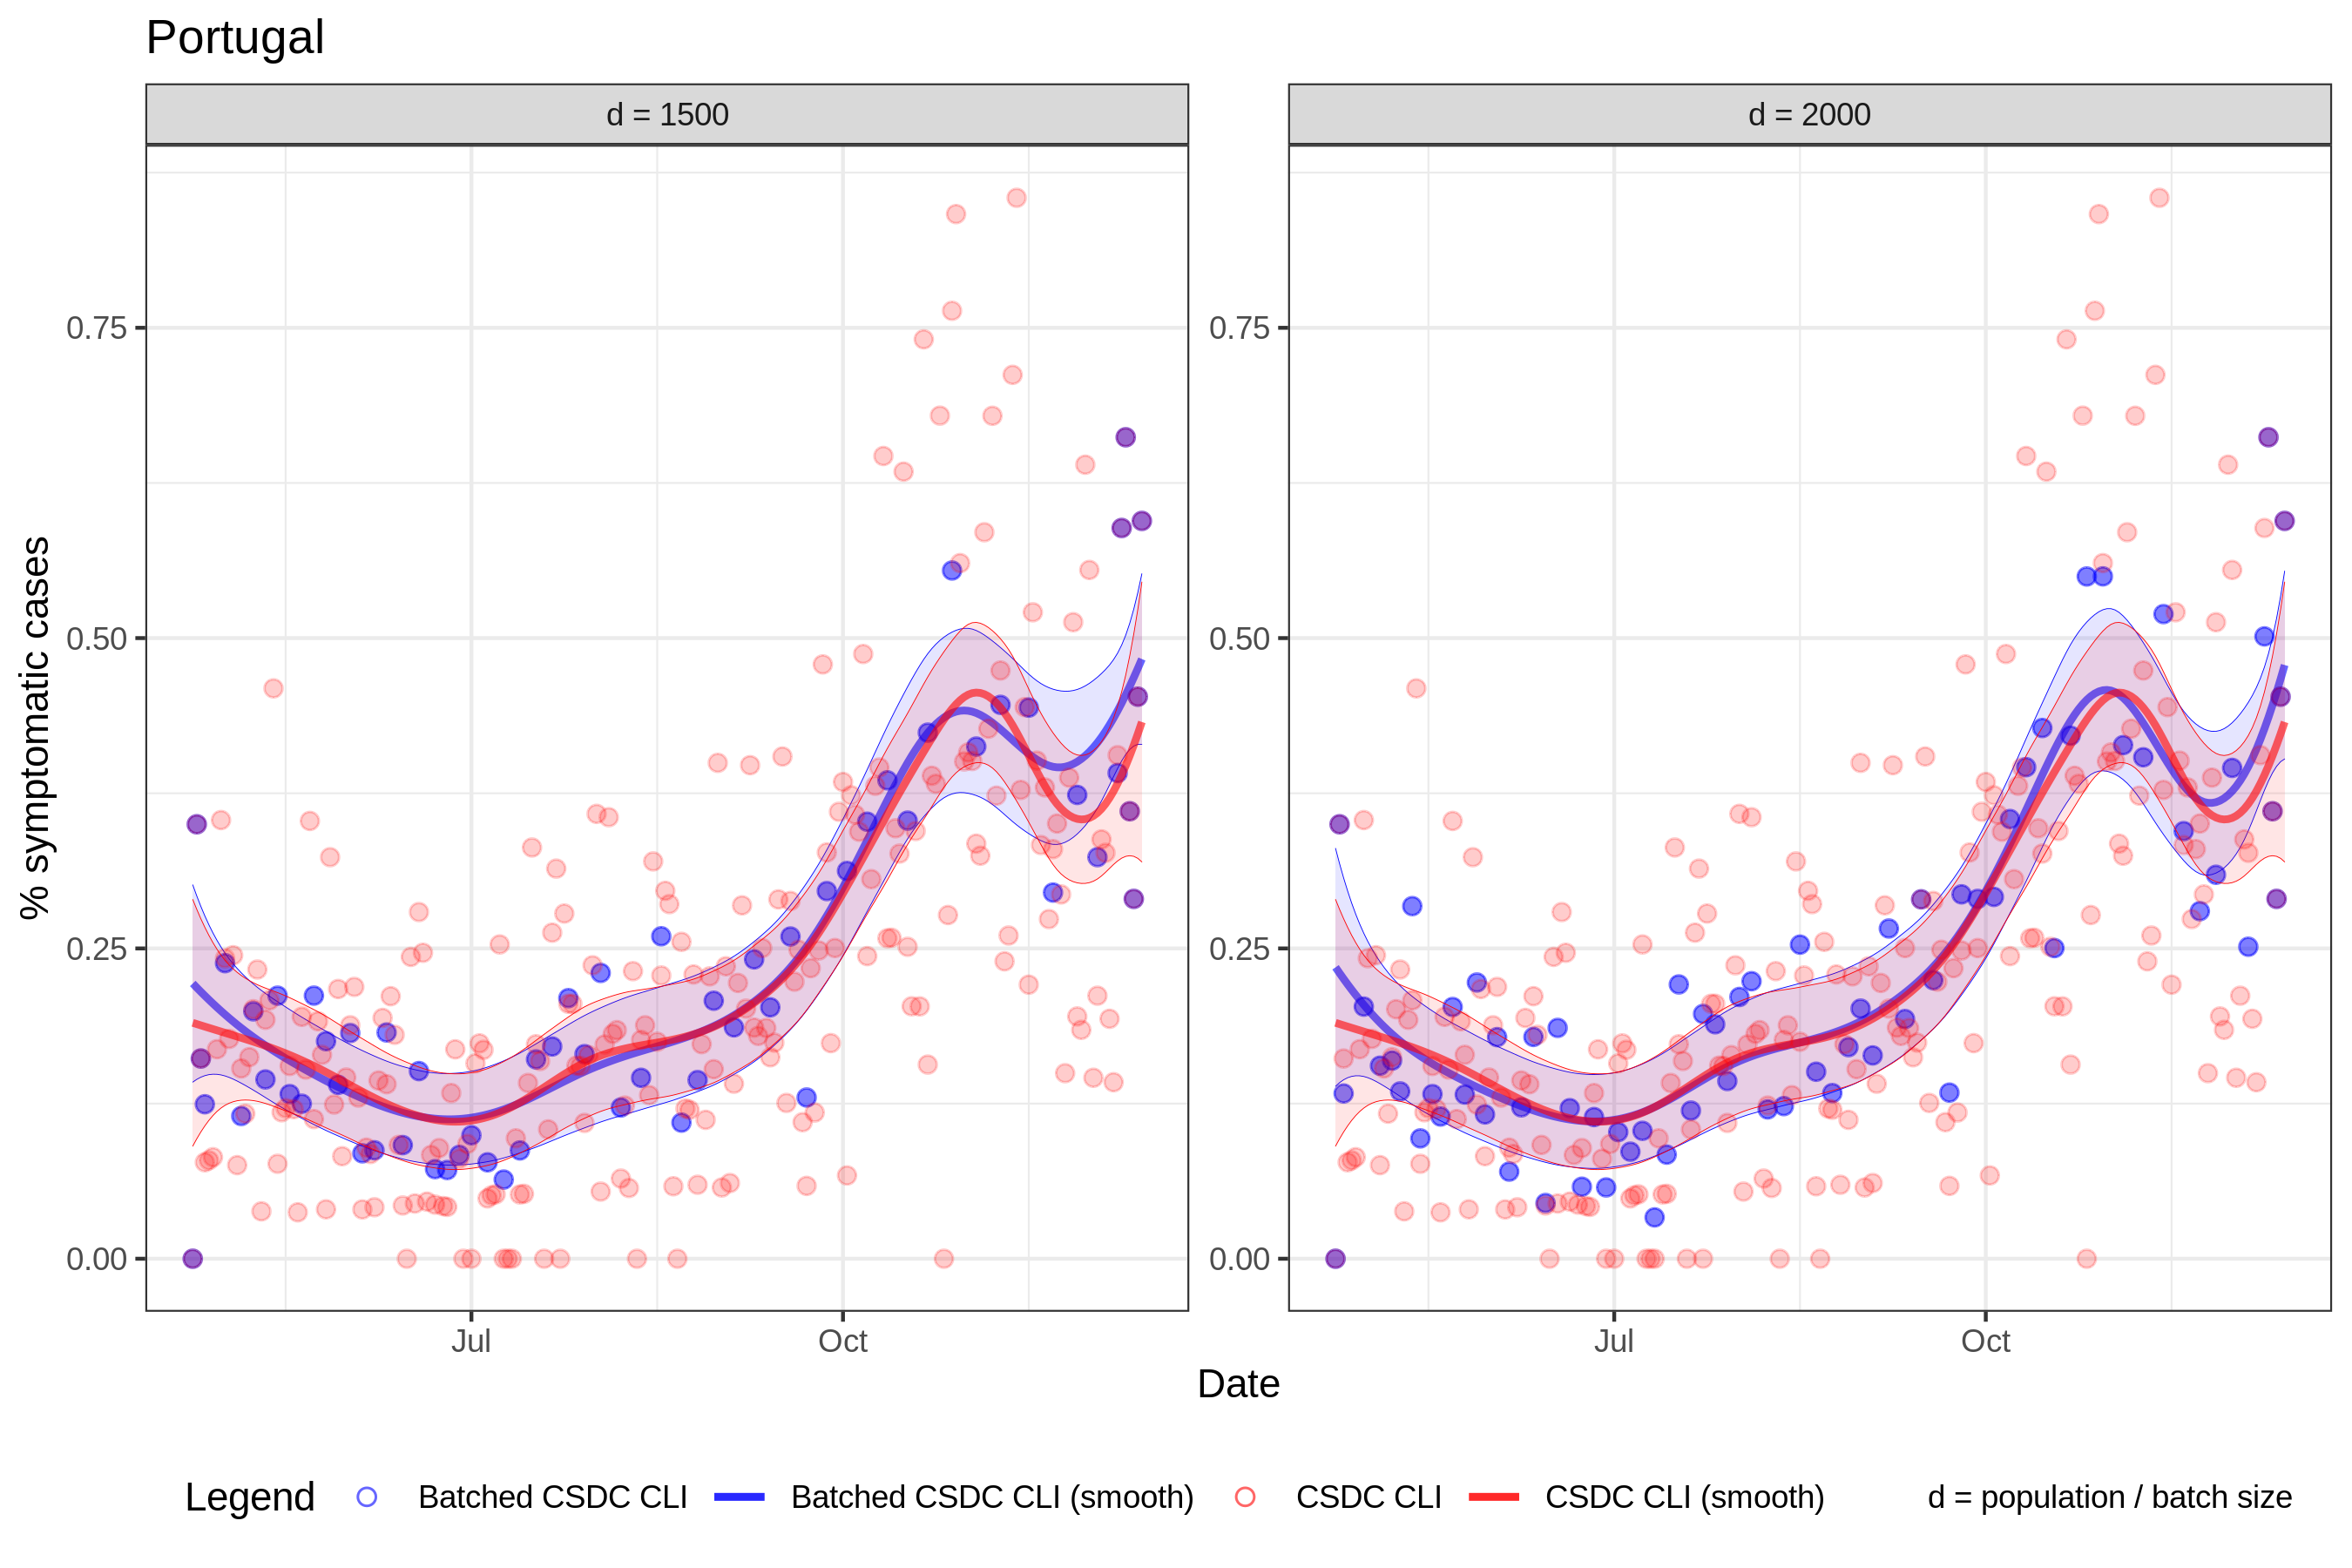 Portugal
d = 1500
d = 2000
% symptomatic cases
0.75
0.50
0.25
0.00
0.75
0.50
0.25
0.00
Jul
Oct
Jul
Oct
Date
Legend
Batched CSDC CLI
Batched CSDC CLI (smooth)
CSDC CLI
CSDC CLI (smooth)
d = population / batch size